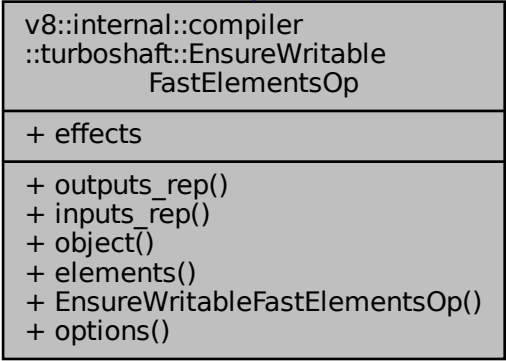 v8::internal::compiler
::turboshaft::EnsureWritable
FastElementsOp
+ effects
+ outputs_rep()
+ inputs_rep()
+ object()
+ elements()
+ EnsureWritableFastElementsOp()
+ options()